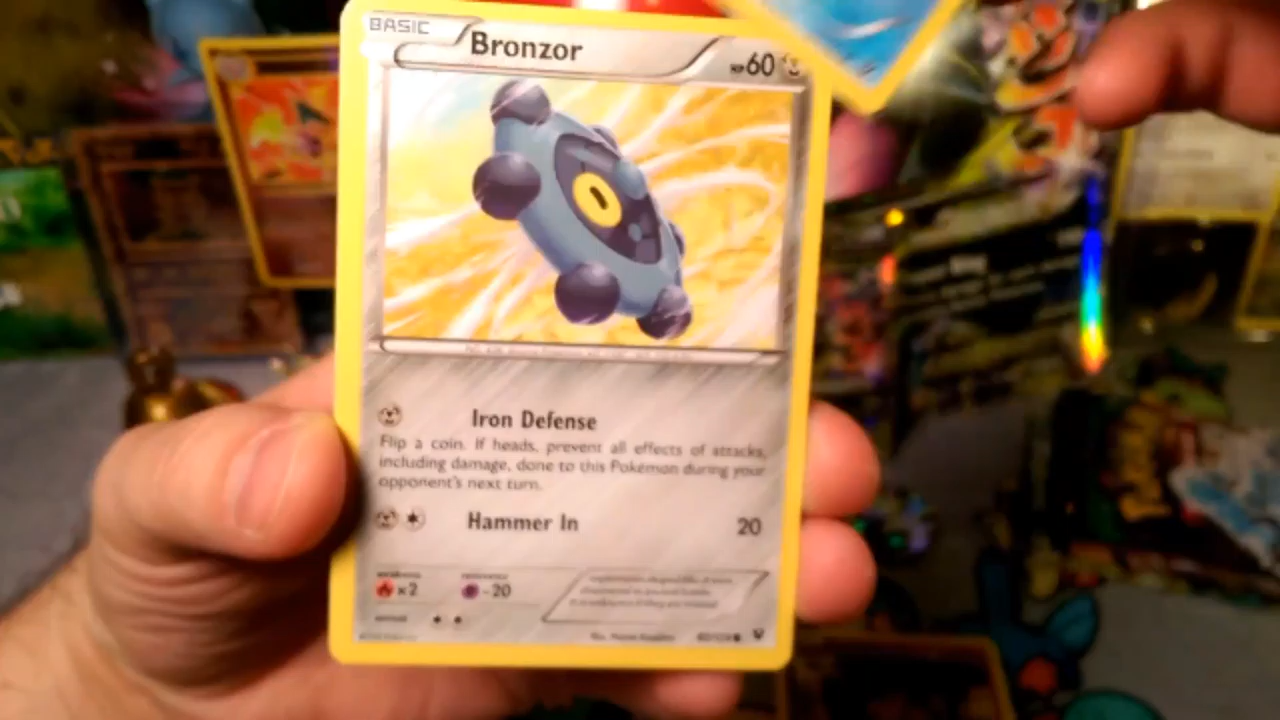 BASIC
Bronzor
HP60
Iron Defense
Flip a coin. If heads, prevent all effects of attacks,
including damage, done to this Pokémon during your
opponent's next turn.
Hammer In 20
weakness
resistance
×2
-20
retreat